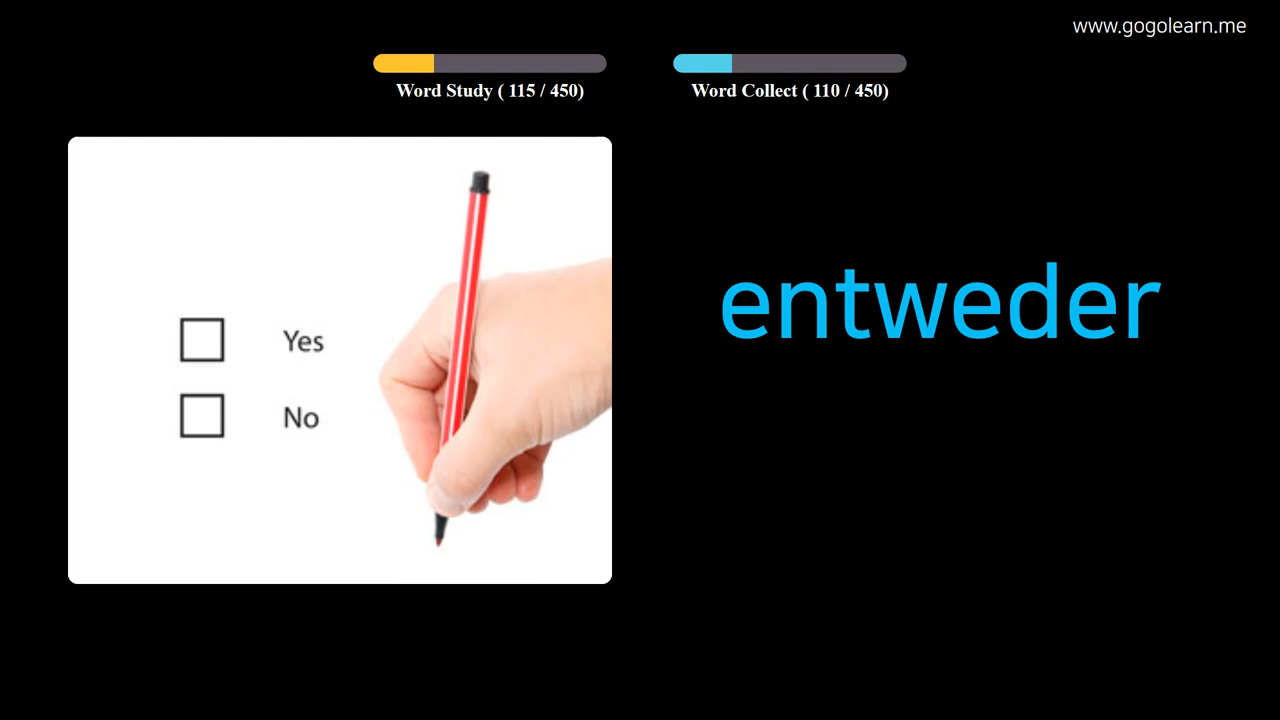 www.gogolearn.me
Word Study ( 115 / 450)
Word Collect ( 110 / 450)
Yes
No
entweder